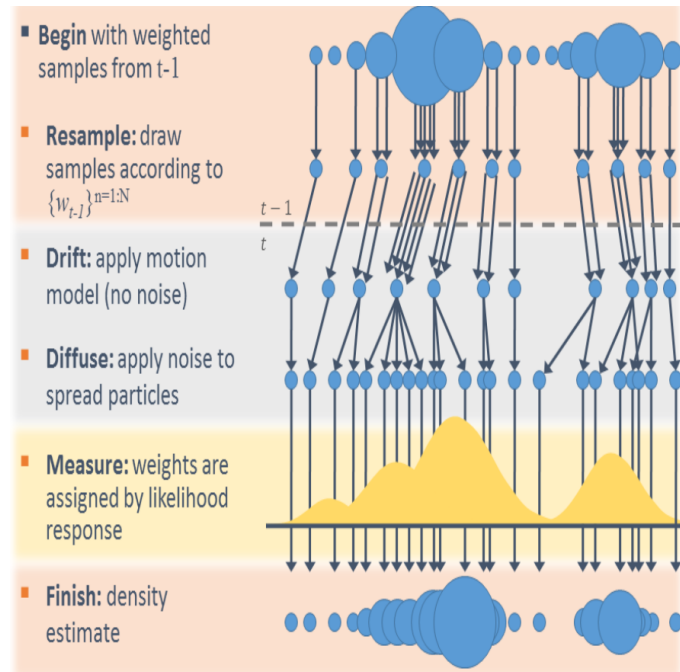 Begin with weighted
samples from t-1
Resample: draw
samples according to
{w_{t-1}}^{n=1:N}
t − 1
t
Drift: apply motion
model (no noise)
Diffuse: apply noise to
spread particles
Measure: weights are
assigned by likelihood
response
Finish: density
estimate